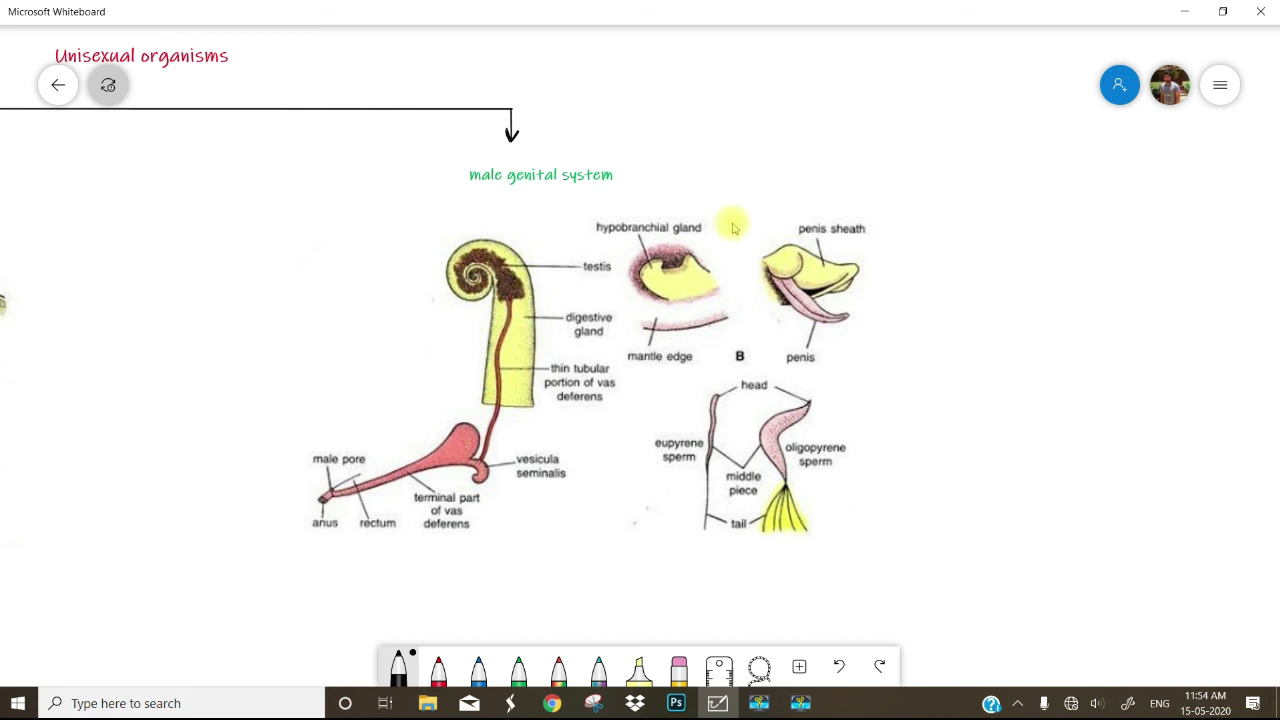 Microsoft Whiteboard
Unisexual organisms
male genital system
hypobranchial gland
penis sheath
testis
digestive
gland
mantle edge
B
penis
thin tubular
portion of vas
deferens
head
eupyrene
sperm
oligopyrene
sperm
middle
piece
tail
male pore
vesicula
seminalis
terminal part
of vas
deferens
anus
rectum
Type here to search
Ps
ENG
11:54 AM
15-05-2020